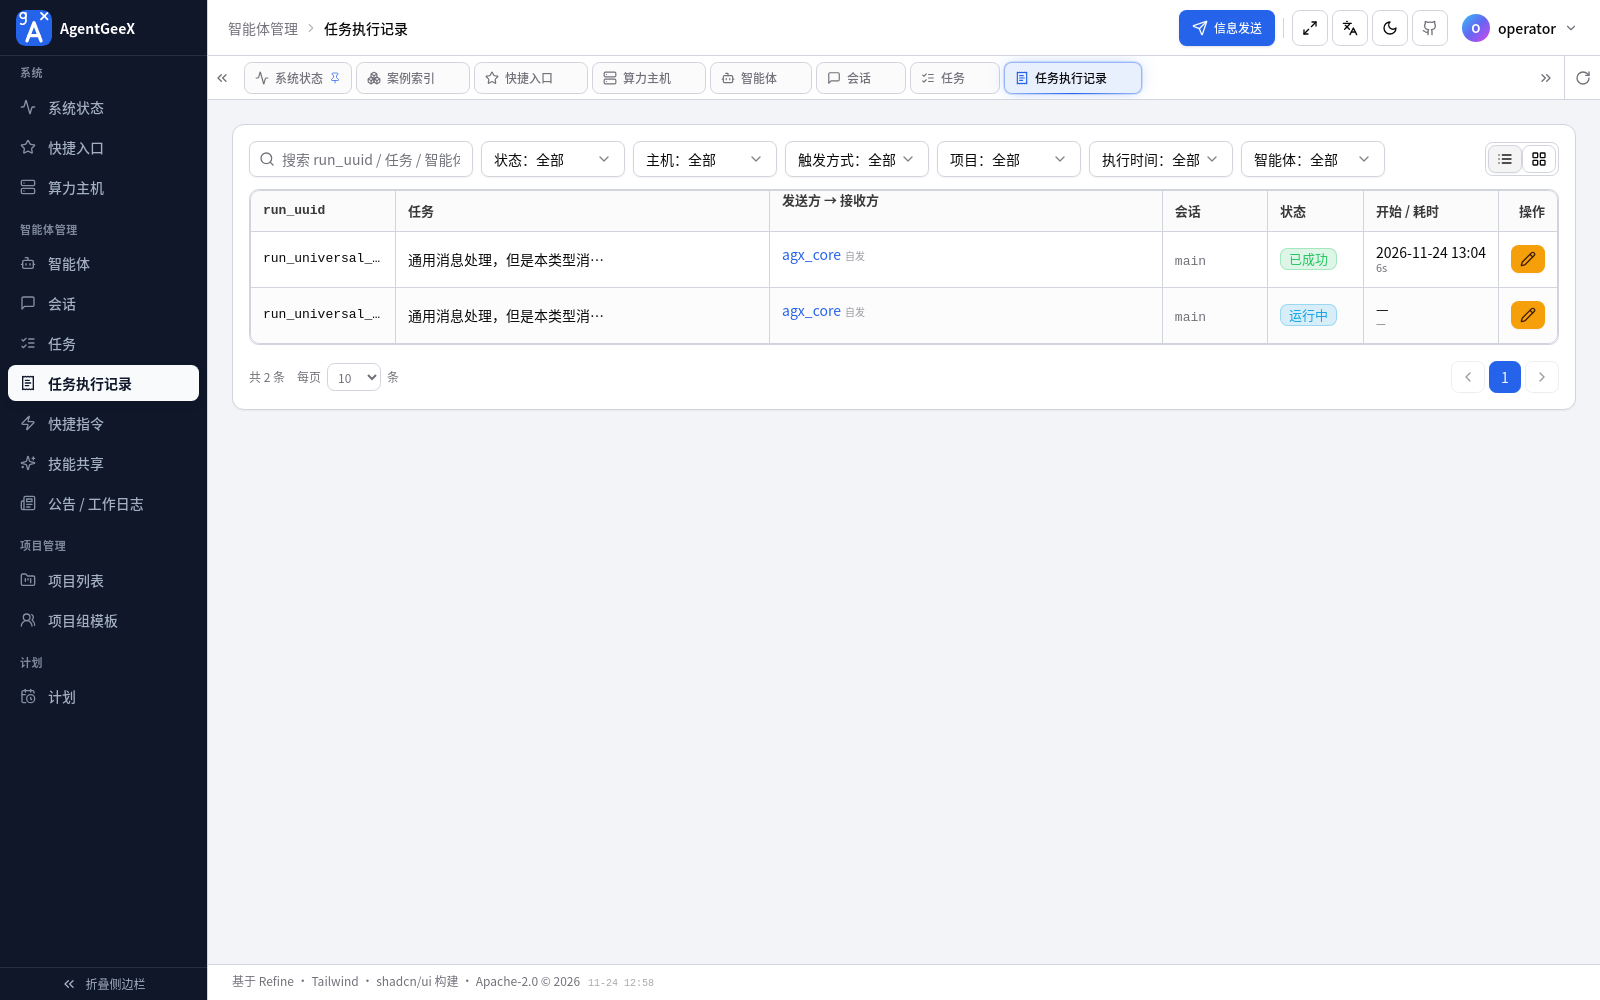 AgentGeeX
系统
系统状态
快捷入口
算力主机
智能体管理
智能体
会话
任务
任务执行记录
快捷指令
技能共享
公告 / 工作日志
项目管理
项目列表
项目组模板
计划
计划
折叠侧边栏
智能体管理 任务执行记录
信息发送
O operator
系统状态 案例索引 快捷入口 算力主机 智能体 会话 任务 任务执行记录
搜索 run_uuid / 任务 / 智能体 状态：全部 主机：全部 触发方式：全部 项目：全部 执行时间：全部 智能体：全部
run_uuid 任务 发送方 → 接收方 会话 状态 开始 / 耗时 操作
run_universal_… 通用消息处理，但是本类型消… agx_core 自发 main 已成功 2026-11-24 13:04
6s
run_universal_… 通用消息处理，但是本类型消… agx_core 自发 main 运行中 —
—
共 2 条 每页 10 条 1
基于 Refine · Tailwind · shadcn/ui 构建 · Apache-2.0 © 2026 11-24 12:58